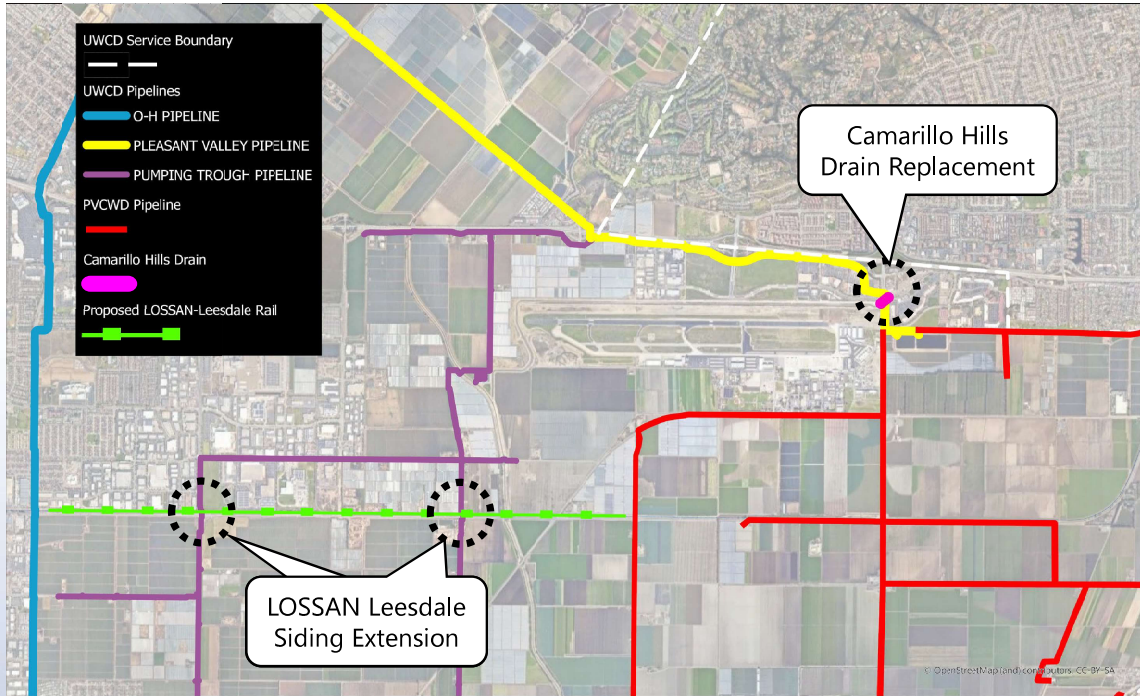 UWCD Service Boundary
UWCD Pipelines
O-H PIPELINE
PLEASANT VALLEY PIPELINE
PUMPING TROUGH PIPELINE
PVCWD Pipeline
Camarillo Hills Drain
Proposed LOSSAN-Leesdale Rail
Camarillo Hills
Drain Replacement
LOSSAN Leesdale
Siding Extension
© OpenStreetMap (and) contributors, CC-BY-SA